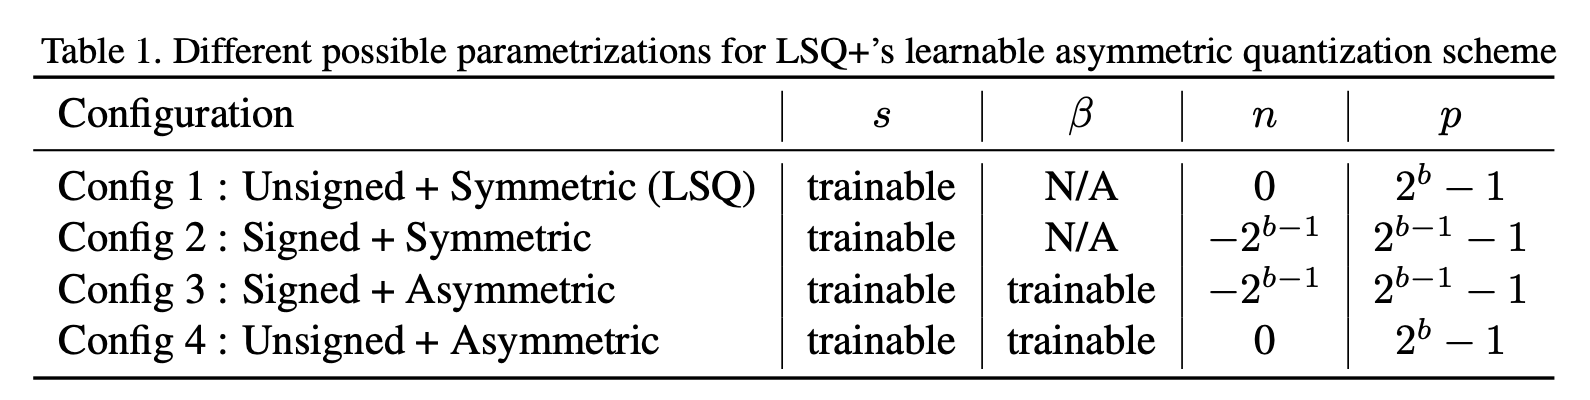 Table 1. Different possible parametrizations for LSQ+’s learnable asymmetric quantization scheme
Configuration | s | β | n | p
Config 1 : Unsigned + Symmetric (LSQ) | trainable | N/A | 0 | 2^b − 1
Config 2 : Signed + Symmetric | trainable | N/A | −2^{b−1} | 2^{b−1} − 1
Config 3 : Signed + Asymmetric | trainable | trainable | −2^{b−1} | 2^{b−1} − 1
Config 4 : Unsigned + Asymmetric | trainable | trainable | 0 | 2^b − 1